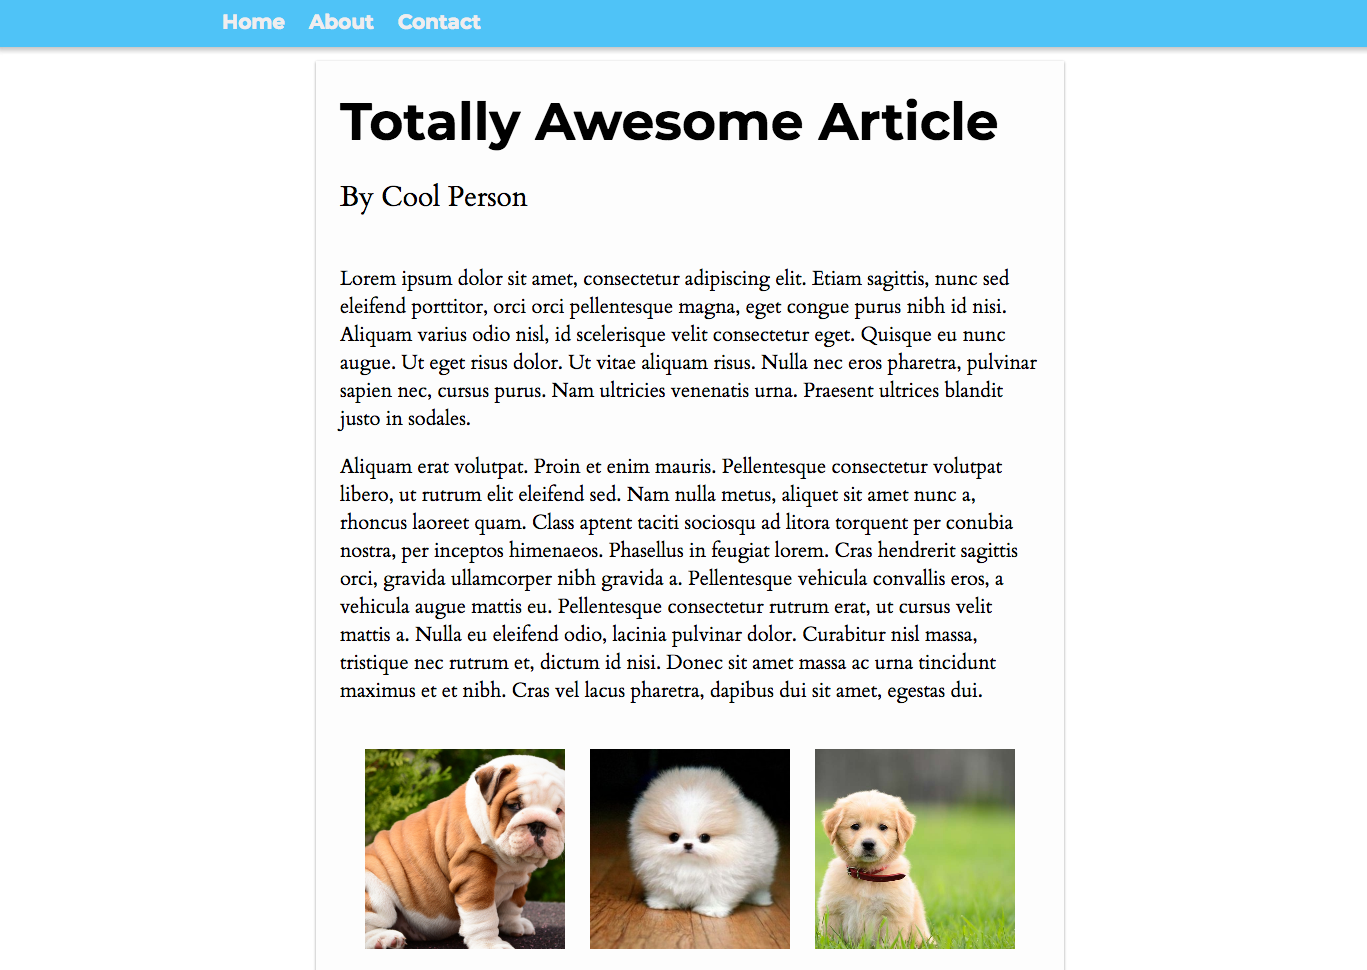 Home About Contact
Totally Awesome Article
By Cool Person
Lorem ipsum dolor sit amet, consectetur adipiscing elit. Etiam sagittis, nunc sed
eleifend porttitor, orci orci pellentesque magna, eget congue purus nibh id nisi.
Aliquam varius odio nisl, id scelerisque velit consectetur eget. Quisque eu nunc
augue. Ut eget risus dolor. Ut vitae aliquam risus. Nulla nec eros pharetra, pulvinar
sapien nec, cursus purus. Nam ultricies venenatis urna. Praesent ultrices blandit
justo in sodales.
Aliquam erat volutpat. Proin et enim mauris. Pellentesque consectetur volutpat
libero, ut rutrum elit eleifend sed. Nam nulla metus, aliquet sit amet nunc a,
rhoncus laoreet quam. Class aptent taciti sociosqu ad litora torquent per conubia
nostra, per inceptos himenaeos. Phasellus in feugiat lorem. Cras hendrerit sagittis
orci, gravida ullamcorper nibh gravida a. Pellentesque vehicula convallis eros, a
vehicula augue mattis eu. Pellentesque consectetur rutrum erat, ut cursus velit
mattis a. Nulla eu eleifend odio, lacinia pulvinar dolor. Curabitur nisl massa,
tristique nec rutrum et, dictum id nisi. Donec sit amet massa ac urna tincidunt
maximus et et nibh. Cras vel lacus pharetra, dapibus dui sit amet, egestas dui.